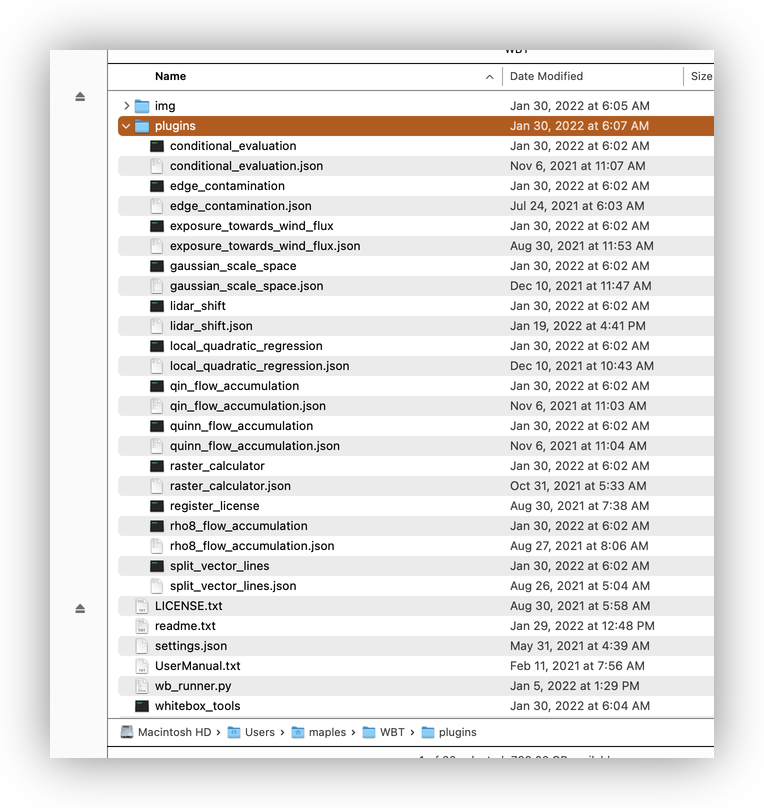 WBT
Name Date Modified Size
img Jan 30, 2022 at 6:05 AM
plugins Jan 30, 2022 at 6:07 AM
conditional_evaluation Jan 30, 2022 at 6:02 AM
conditional_evaluation.json Nov 6, 2021 at 11:07 AM
edge_contamination Jan 30, 2022 at 6:02 AM
edge_contamination.json Jul 24, 2021 at 6:03 AM
exposure_towards_wind_flux Jan 30, 2022 at 6:02 AM
exposure_towards_wind_flux.json Aug 30, 2021 at 11:53 AM
gaussian_scale_space Jan 30, 2022 at 6:02 AM
gaussian_scale_space.json Dec 10, 2021 at 11:47 AM
lidar_shift Jan 30, 2022 at 6:02 AM
lidar_shift.json Jan 19, 2022 at 4:41 PM
local_quadratic_regression Jan 30, 2022 at 6:02 AM
local_quadratic_regression.json Dec 10, 2021 at 10:43 AM
qin_flow_accumulation Jan 30, 2022 at 6:02 AM
qin_flow_accumulation.json Nov 6, 2021 at 11:03 AM
quinn_flow_accumulation Jan 30, 2022 at 6:02 AM
quinn_flow_accumulation.json Nov 6, 2021 at 11:04 AM
raster_calculator Jan 30, 2022 at 6:02 AM
raster_calculator.json Oct 31, 2021 at 5:33 AM
register_license Aug 30, 2021 at 7:38 AM
rho8_flow_accumulation Jan 30, 2022 at 6:02 AM
rho8_flow_accumulation.json Aug 27, 2021 at 8:06 AM
split_vector_lines Jan 30, 2022 at 6:02 AM
split_vector_lines.json Aug 26, 2021 at 5:04 AM
LICENSE.txt Aug 30, 2021 at 5:58 AM
readme.txt Jan 29, 2022 at 12:48 PM
settings.json May 31, 2021 at 4:39 AM
UserManual.txt Feb 11, 2021 at 7:56 AM
wb_runner.py Jan 5, 2022 at 1:29 PM
whitebox_tools Jan 30, 2022 at 6:04 AM
Macintosh HD › Users › maples › WBT › plugins